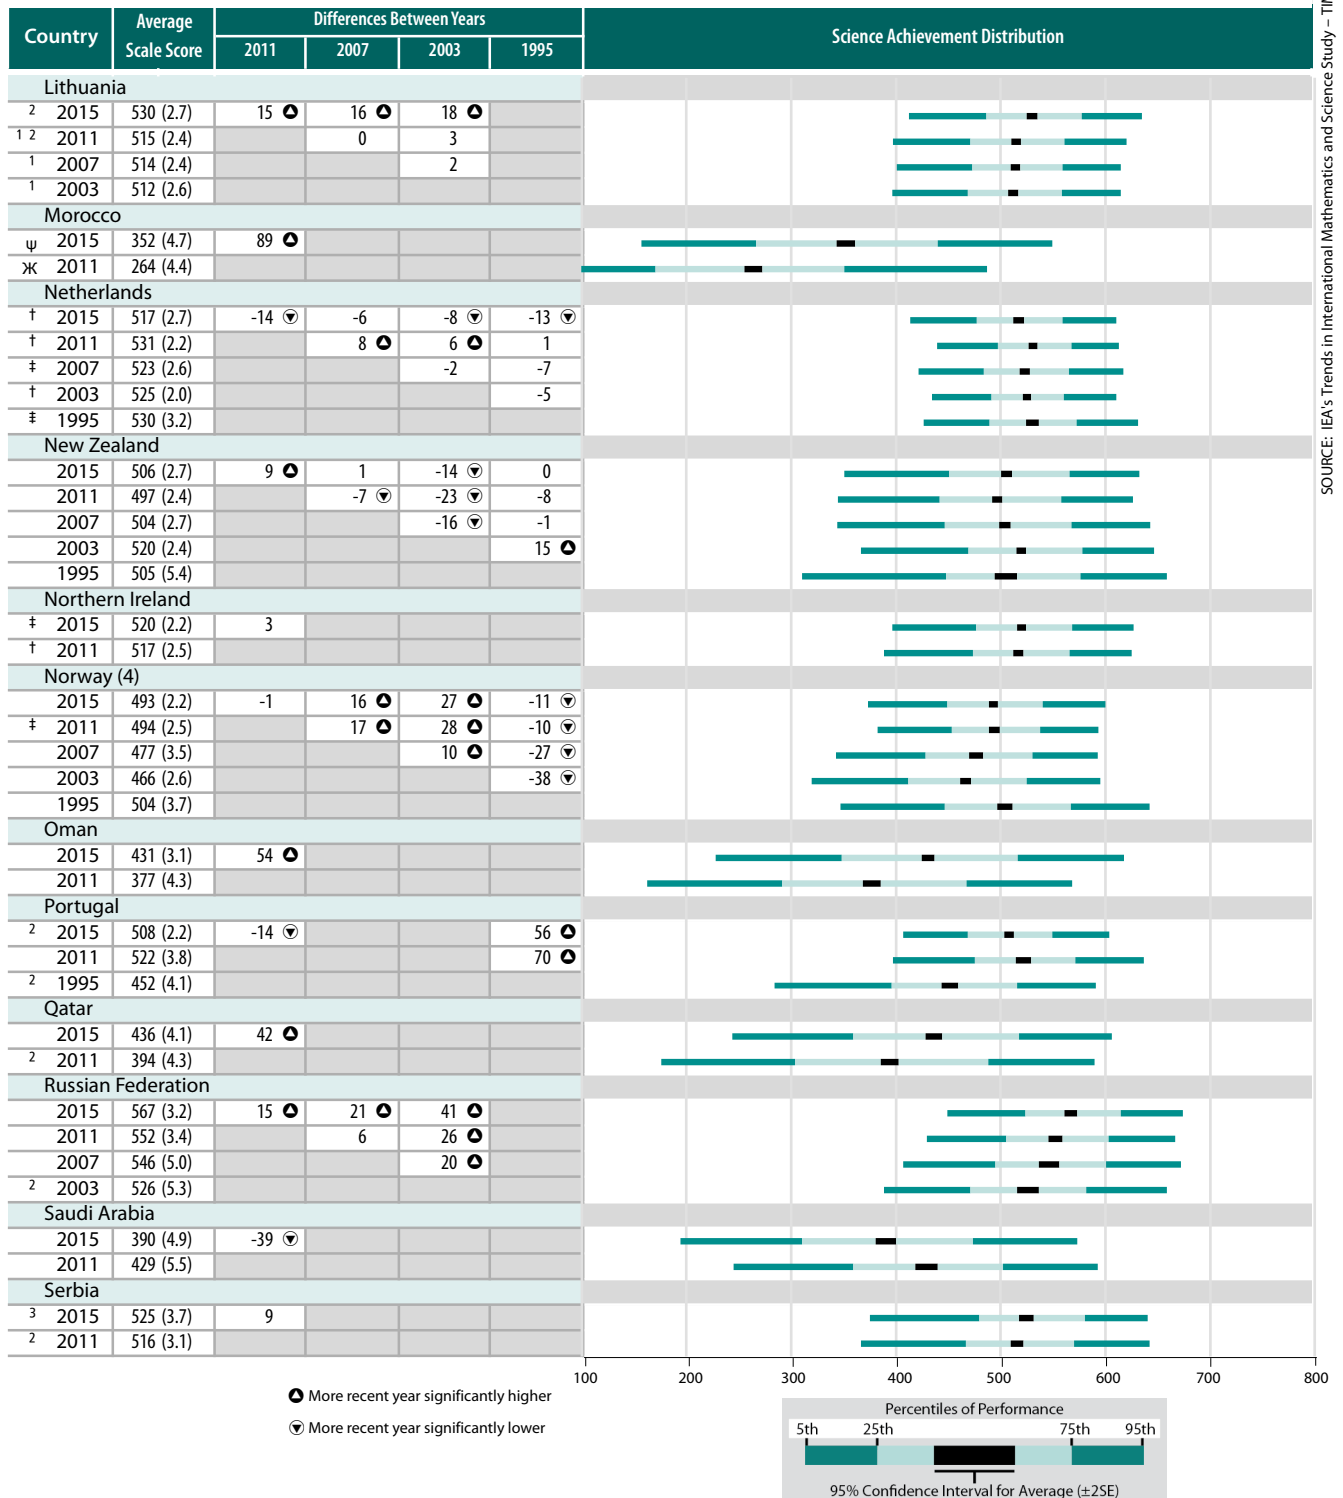 Country Average Scale Score Differences Between Years Science Achievement Distribution
2011 2007 2003 1995
Lithuania
2 2015 530 (2.7) 15 16 18
1 2 2011 515 (2.4) 0 3
1 2007 514 (2.4) 2
1 2003 512 (2.6)
Morocco
ψ 2015 352 (4.7) 89
Ж 2011 264 (4.4)
Netherlands
† 2015 517 (2.7) -14 -6 -8 -13
† 2011 531 (2.2) 8 6 1
‡ 2007 523 (2.6) -2 -7
† 2003 525 (2.0) -5
‡ 1995 530 (3.2)
New Zealand
2015 506 (2.7) 9 1 -14 0
2011 497 (2.4) -7 -23 -8
2007 504 (2.7) -16 -1
2003 520 (2.4) 15
1995 505 (5.4)
Northern Ireland
‡ 2015 520 (2.2) 3
† 2011 517 (2.5)
Norway (4)
2015 493 (2.2) -1 16 27 -11
‡ 2011 494 (2.5) 17 28 -10
2007 477 (3.5) 10 -27
2003 466 (2.6) -38
1995 504 (3.7)
Oman
2015 431 (3.1) 54
2011 377 (4.3)
Portugal
2 2015 508 (2.2) -14 56
2011 522 (3.8) 70
2 1995 452 (4.1)
Qatar
2015 436 (4.1) 42
2 2011 394 (4.3)
Russian Federation
2015 567 (3.2) 15 21 41
2011 552 (3.4) 6 26
2007 546 (5.0) 20
2 2003 526 (5.3)
Saudi Arabia
2015 390 (4.9) -39
2011 429 (5.5)
Serbia
3 2015 525 (3.7) 9
2 2011 516 (3.1)
100 200 300 400 500 600 700 800
More recent year significantly higher
More recent year significantly lower
Percentiles of Performance
5th 25th 75th 95th
95% Confidence Interval for Average (±2SE)
SOURCE: IEA's Trends in International Mathematics and Science Study –